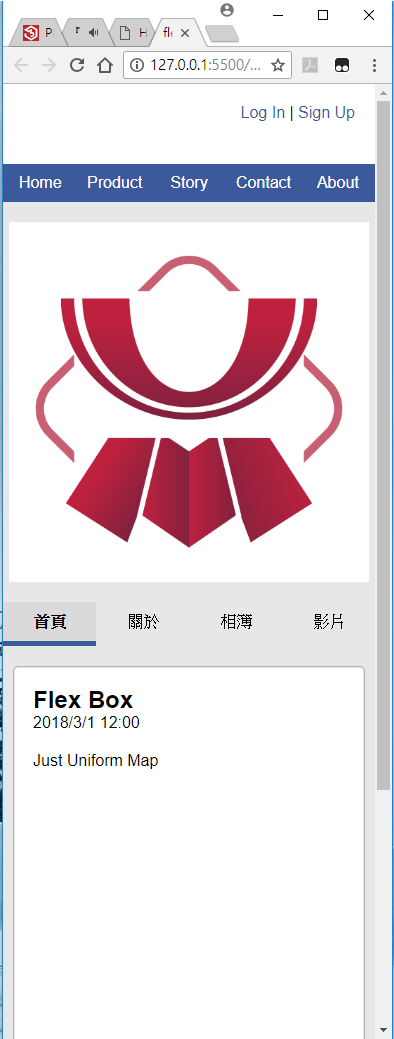 P
H
fl
127.0.0.1:5500/...
Log In | Sign Up
Home Product Story Contact About
首頁 關於 相簿 影片
Flex Box
2018/3/1 12:00
Just Uniform Map